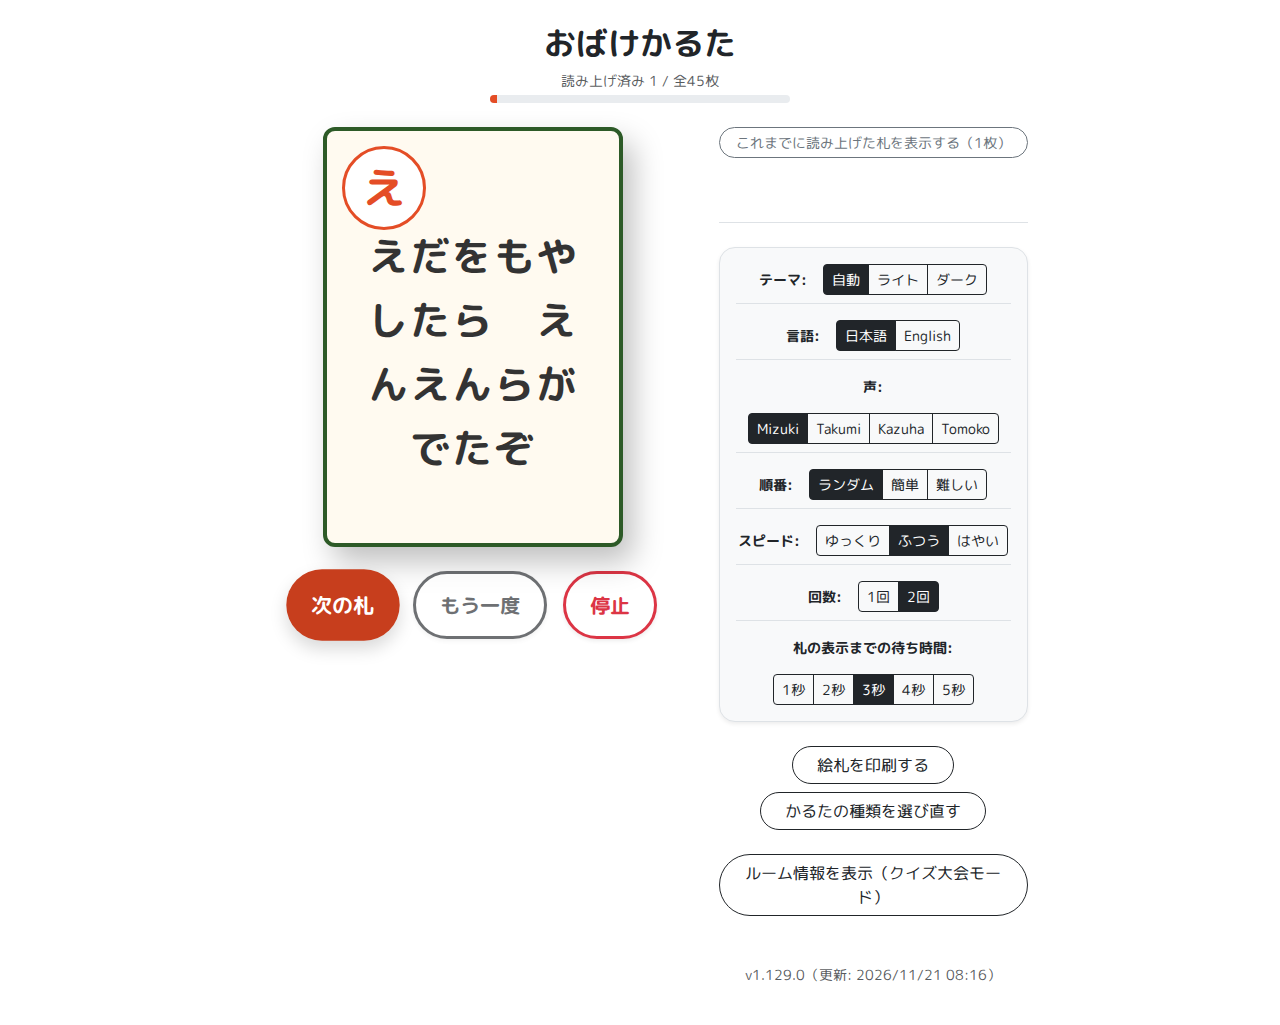 おばけかるた
読み上げ済み 1 / 全45枚
え
えだをもや
したら　え
んえんらが
でたぞ
次の札
もう一度
停止
これまでに読み上げた札を表示する（1枚）
テーマ: 自動 ライト ダーク
言語: 日本語 English
声:
Mizuki Takumi Kazuha Tomoko
順番: ランダム 簡単 難しい
スピード: ゆっくり ふつう はやい
回数: 1回 2回
札の表示までの待ち時間:
1秒 2秒 3秒 4秒 5秒
絵札を印刷する
かるたの種類を選び直す
ルーム情報を表示（クイズ大会モー
ド）
v1.129.0（更新: 2026/11/21 08:16）